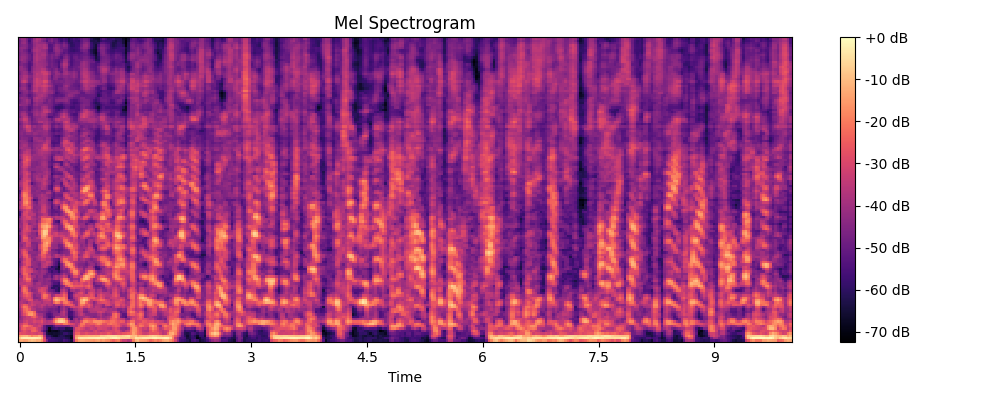 Mel Spectrogram
+0 dB
-10 dB
-20 dB
-30 dB
-40 dB
-50 dB
-60 dB
-70 dB
0
1.5
3
4.5
6
7.5
9
Time